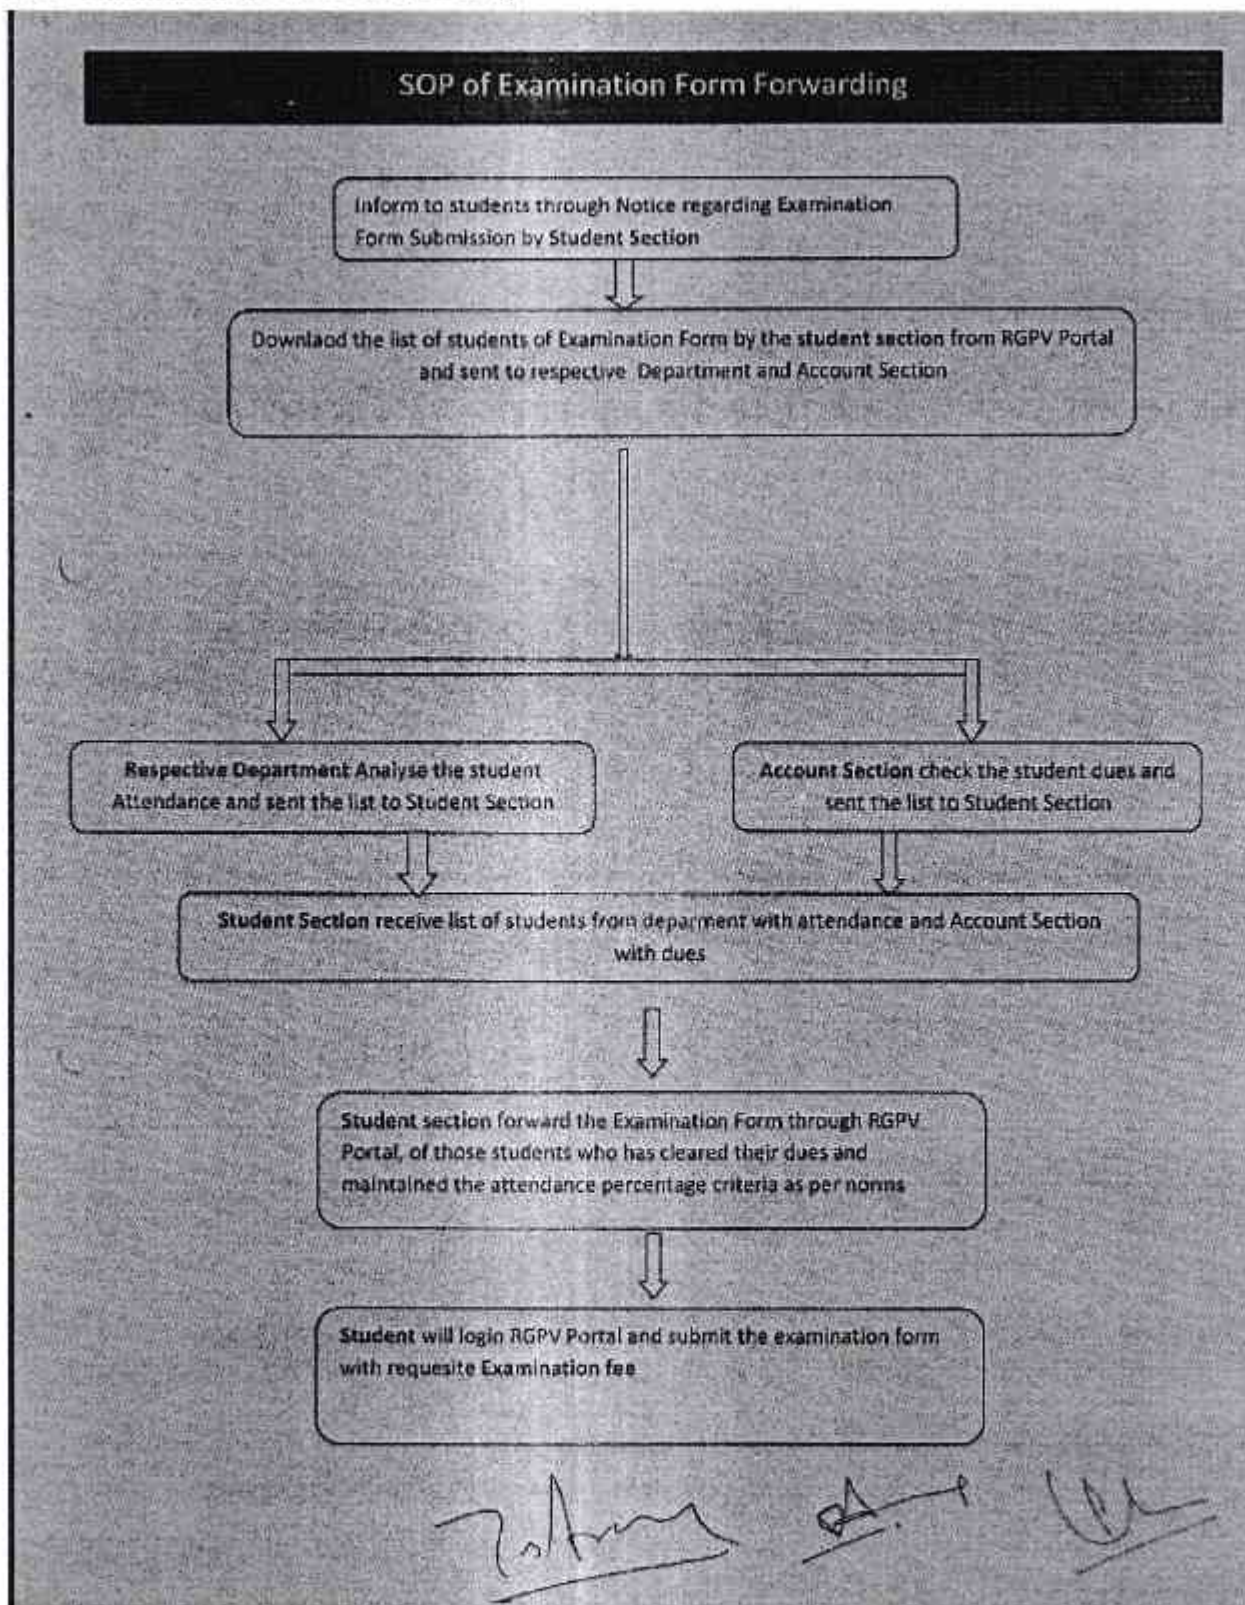 SOP of Examination Form Forwarding
Inform to students through Notice regarding Examination
Form Submission by Student Section
Downlaod the list of students of Examination Form by the student section from RGPV Portal
and sent to respective Department and Account Section
Respective Department Analyse the student
Attendance and sent the list to Student Section
Account Section check the student dues and
sent the list to Student Section
Student Section receive list of students from deparment with attendance and Account Section
with dues
Student section forward the Examination Form through RGPV
Portal, of those students who has cleared their dues and
maintained the attendance percentage criteria as per norms
Student will login RGPV Portal and submit the examination form
with requesite Examination fee